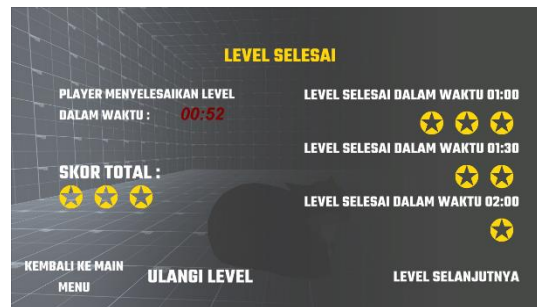 LEVEL SELESAI
PLAYER MENYELESAIKAN LEVEL
DALAM WAKTU : 00:52
SKOR TOTAL :
LEVEL SELESAI DALAM WAKTU 01:00
LEVEL SELESAI DALAM WAKTU 01:30
LEVEL SELESAI DALAM WAKTU 02:00
KEMBALI KE MAIN
MENU
ULANGI LEVEL
LEVEL SELANJUTNYA